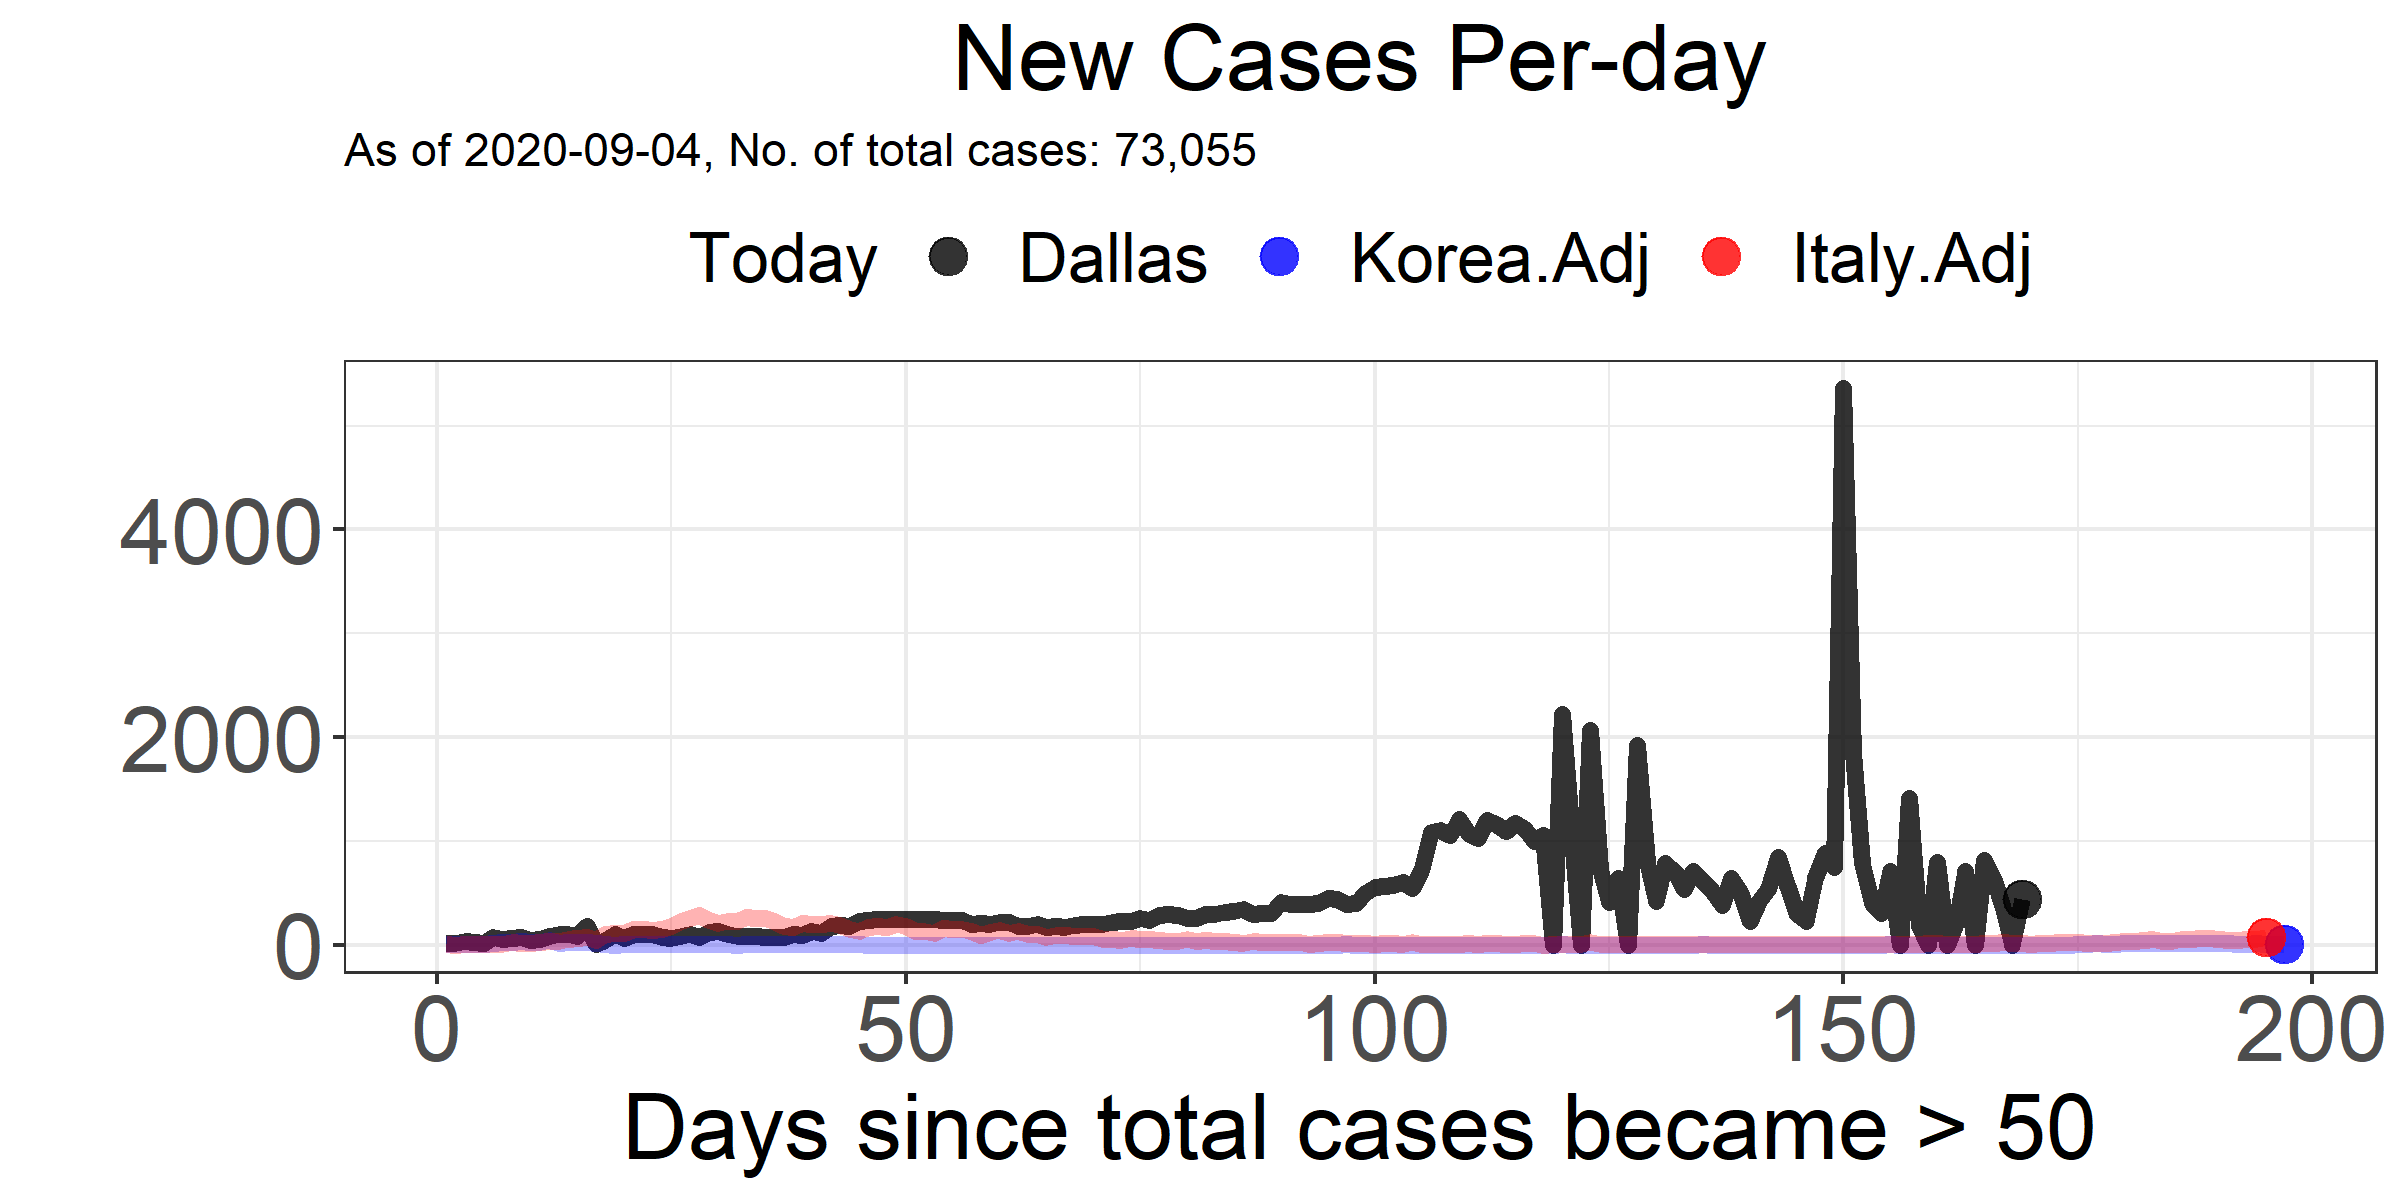 New Cases Per-day
As of 2020-09-04, No. of total cases: 73,055
Today Dallas Korea.Adj Italy.Adj
4000
2000
0
0 50 100 150 200
Days since total cases became > 50